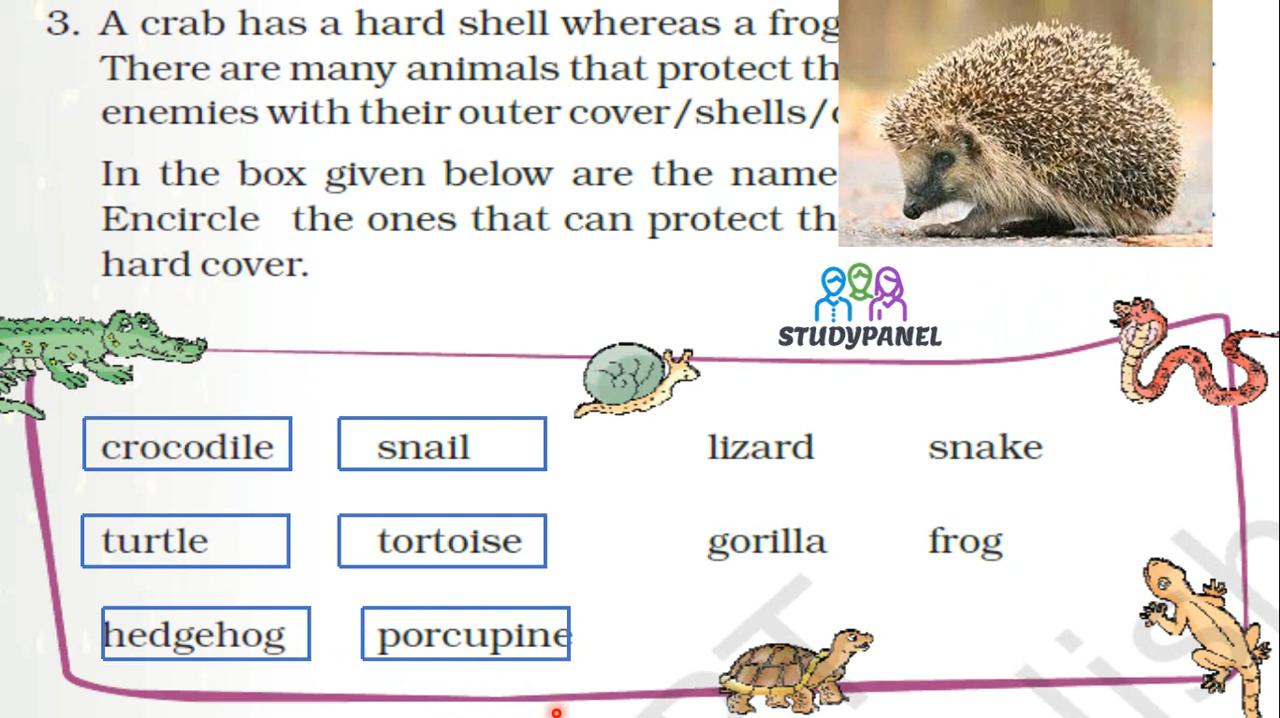 3. A crab has a hard shell whereas a frog
There are many animals that protect th
enemies with their outer cover/shells/
In the box given below are the name
Encircle the ones that can protect th
hard cover.
STUDYPANEL
crocodile snail lizard snake
turtle tortoise gorilla frog
hedgehog porcupine